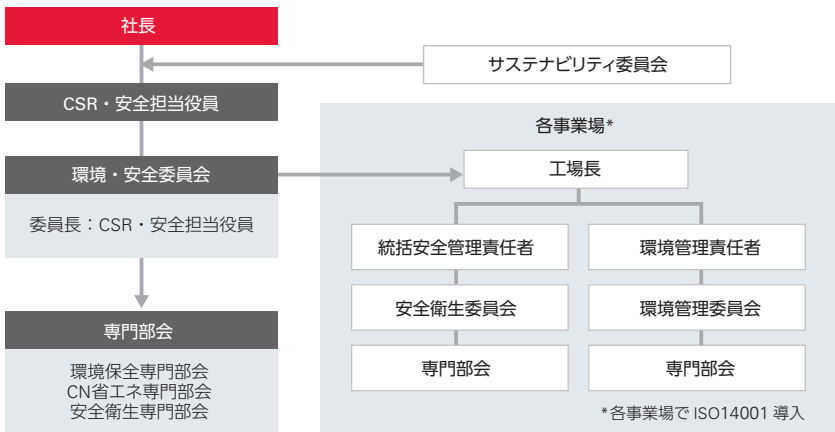 社長
サステナビリティ委員会
CSR・安全担当役員
環境・安全委員会
委員長：CSR・安全担当役員
専門部会
環境保全専門部会
CN省エネ専門部会
安全衛生専門部会
各事業場*
工場長
統括安全管理責任者
環境管理責任者
安全衛生委員会
環境管理委員会
専門部会
専門部会
*各事業場で ISO14001 導入